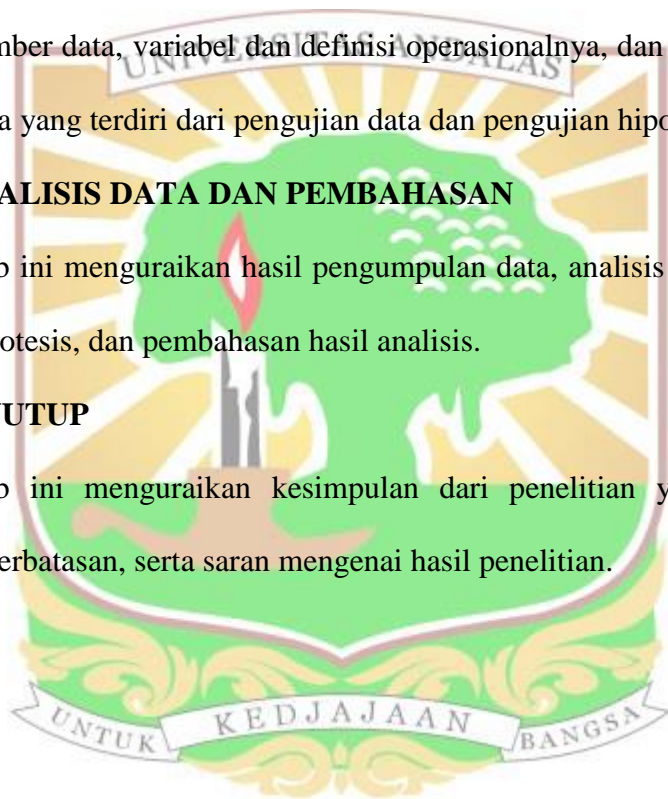 mber data, variabel dan definisi operasionalnya, dan
UNIVERSITAS ANDALAS
a yang terdiri dari pengujian data dan pengujian hipo
ALISIS DATA DAN PEMBAHASAN
b ini menguraikan hasil pengumpulan data, analisis
otesis, dan pembahasan hasil analisis.
UTUP
b ini menguraikan kesimpulan dari penelitian y
erbatasan, serta saran mengenai hasil penelitian.
UNTUK KEDJAJAAN BANGSA